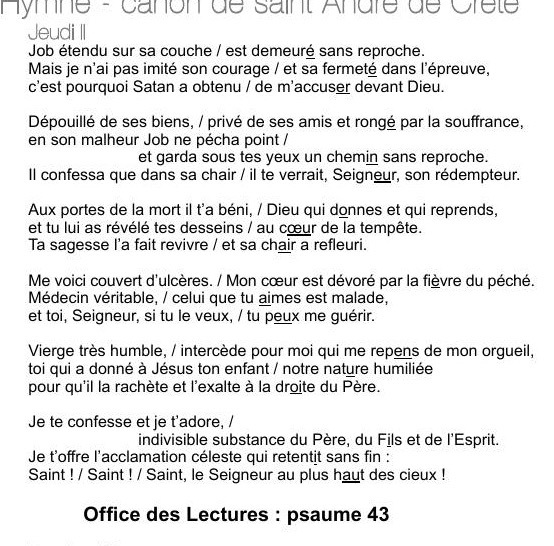 Hymne - canon de saint André de Crète
Jeudi II
Job étendu sur sa couche / est demeuré sans reproche.
Mais je n'ai pas imité son courage / et sa fermeté dans l'épreuve,
c'est pourquoi Satan a obtenu / de m'accuser devant Dieu.
Dépouillé de ses biens, / privé de ses amis et rongé par la souffrance,
en son malheur Job ne pécha point /
et garda sous tes yeux un chemin sans reproche.
Il confessa que dans sa chair / il te verrait, Seigneur, son rédempteur.
Aux portes de la mort il t'a béni, / Dieu qui donnes et qui reprends,
et tu lui as révélé tes desseins / au cœur de la tempête.
Ta sagesse l'a fait revivre / et sa chair a refleuri.
Me voici couvert d'ulcères. / Mon cœur est dévoré par la fièvre du péché.
Médecin véritable, / celui que tu aimes est malade,
et toi, Seigneur, si tu le veux, / tu peux me guérir.
Vierge très humble, / intercède pour moi qui me repens de mon orgueil,
toi qui a donné à Jésus ton enfant / notre nature humiliée
pour qu'il la rachète et l'exalte à la droite du Père.
Je te confesse et je t'adore, /
indivisible substance du Père, du Fils et de l'Esprit.
Je t'offre l'acclamation céleste qui retentit sans fin :
Saint ! / Saint ! / Saint, le Seigneur au plus haut des cieux !
Office des Lectures : psaume 43